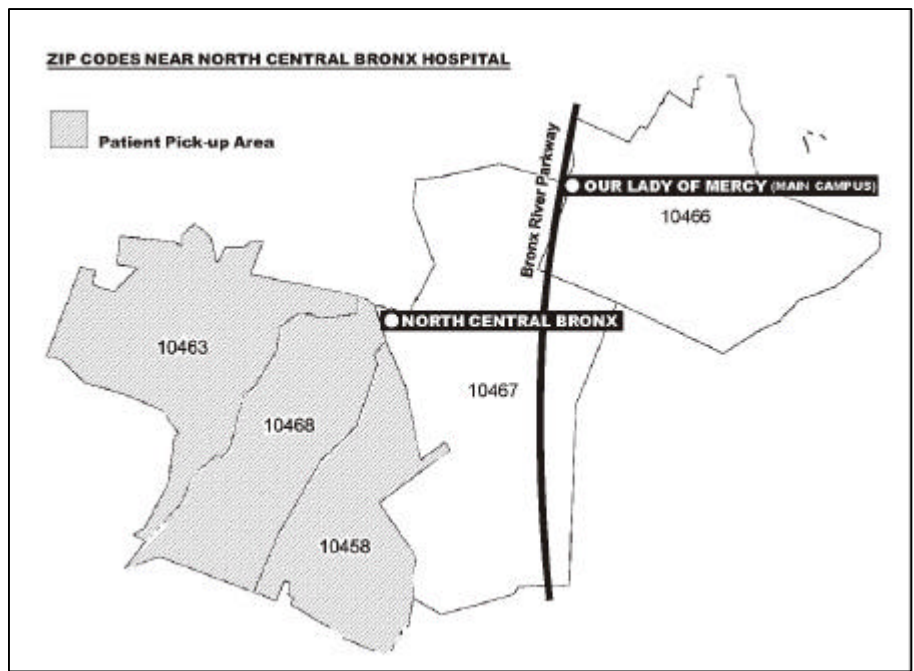 ZIP CODES NEAR NORTH CENTRAL BRONX HOSPITAL
Patient Pick-up Area
Bronx River Parkway
OUR LADY OF MERCY (MAIN CAMPUS)
10466
NORTH CENTRAL BRONX
10463
10467
10468
10458